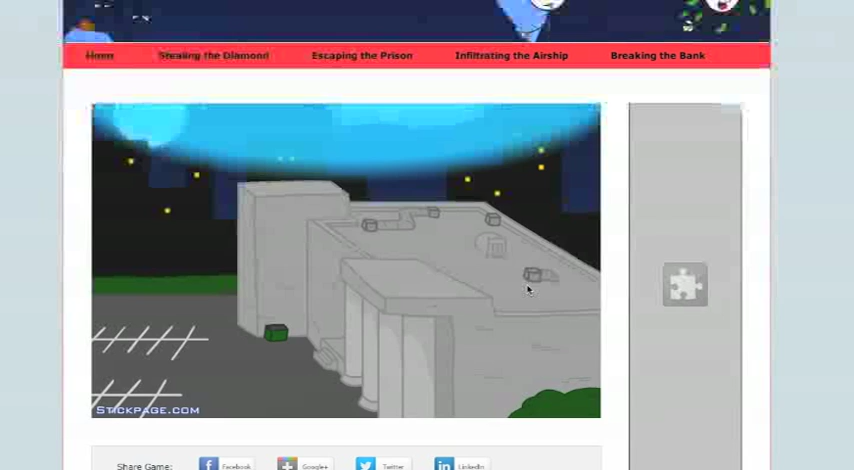 Home Stealing the Diamond Escaping the Prison Infiltrating the Airship Breaking the Bank
STICKPAGE.COM
Share Game: Facebook Google+ Twitter LinkedIn